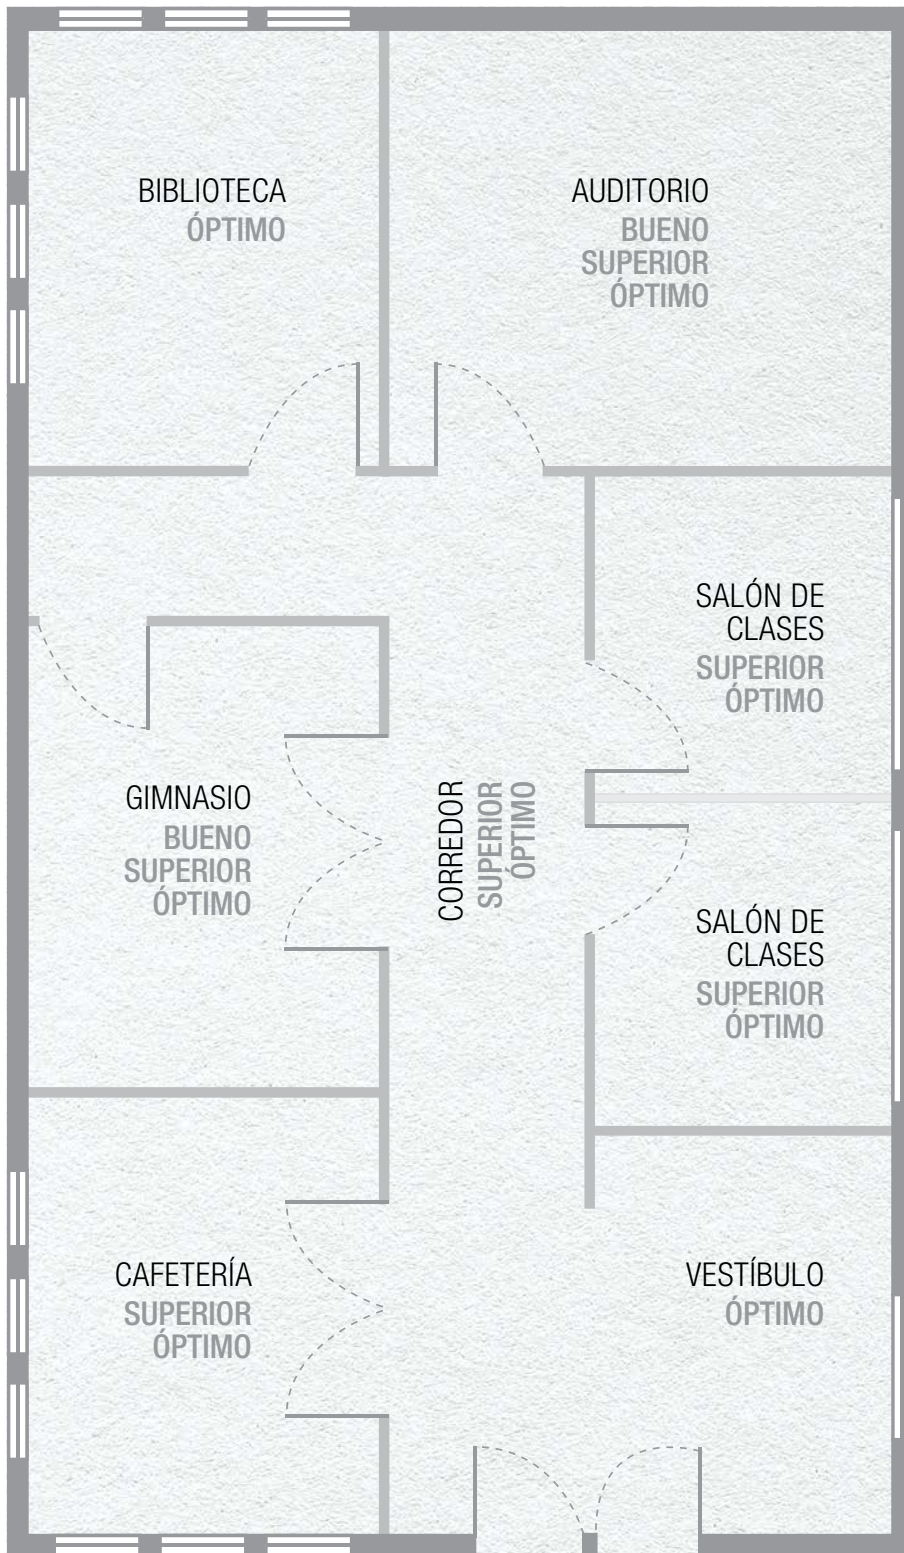 BIBLIOTECA
ÓPTIMO
AUDITORIO
BUENO
SUPERIOR
ÓPTIMO
SALÓN DE
CLASES
SUPERIOR
ÓPTIMO
GIMNASIO
BUENO
SUPERIOR
ÓPTIMO
CORREDOR
SUPERIOR
ÓPTIMO
SALÓN DE
CLASES
SUPERIOR
ÓPTIMO
CAFETERÍA
SUPERIOR
ÓPTIMO
VESTÍBULO
ÓPTIMO